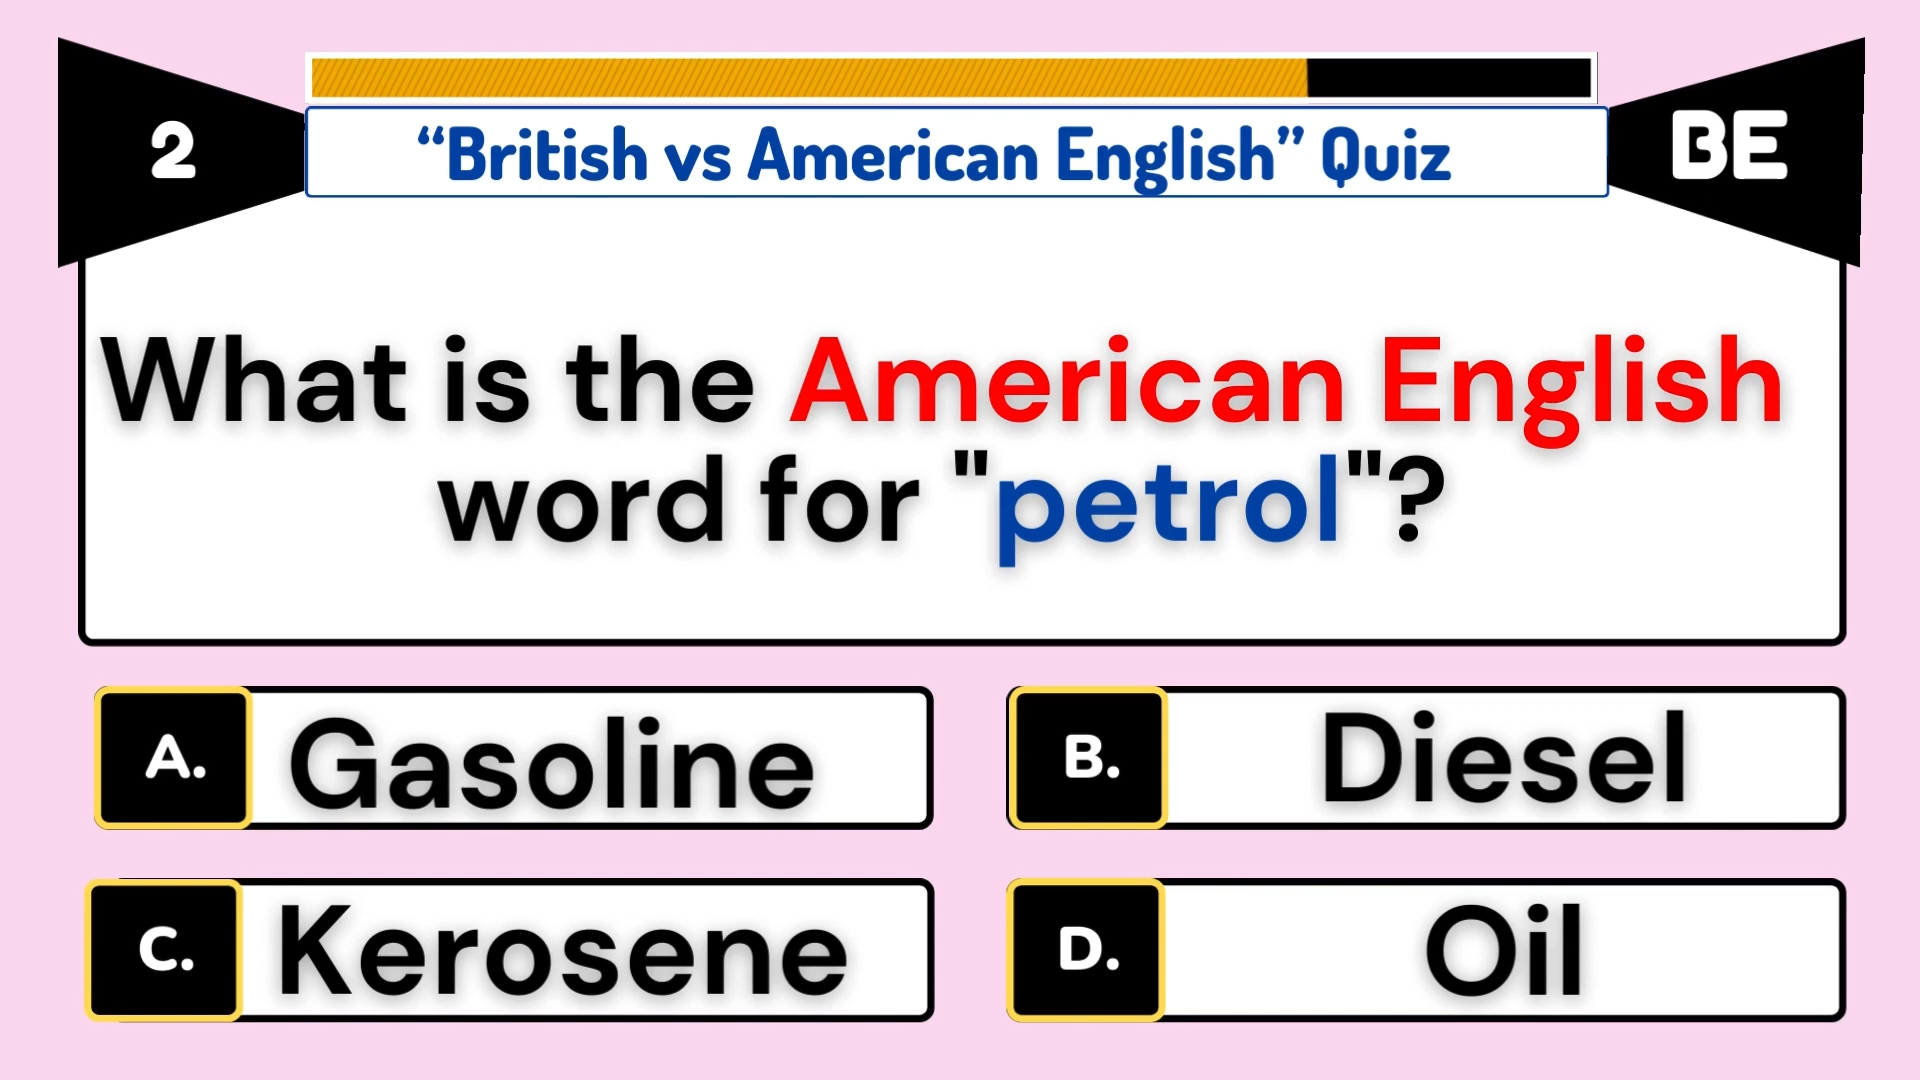 2
“British vs American English” Quiz
BE
What is the American English
word for "petrol"?
A. Gasoline
B. Diesel
C. Kerosene
D. Oil